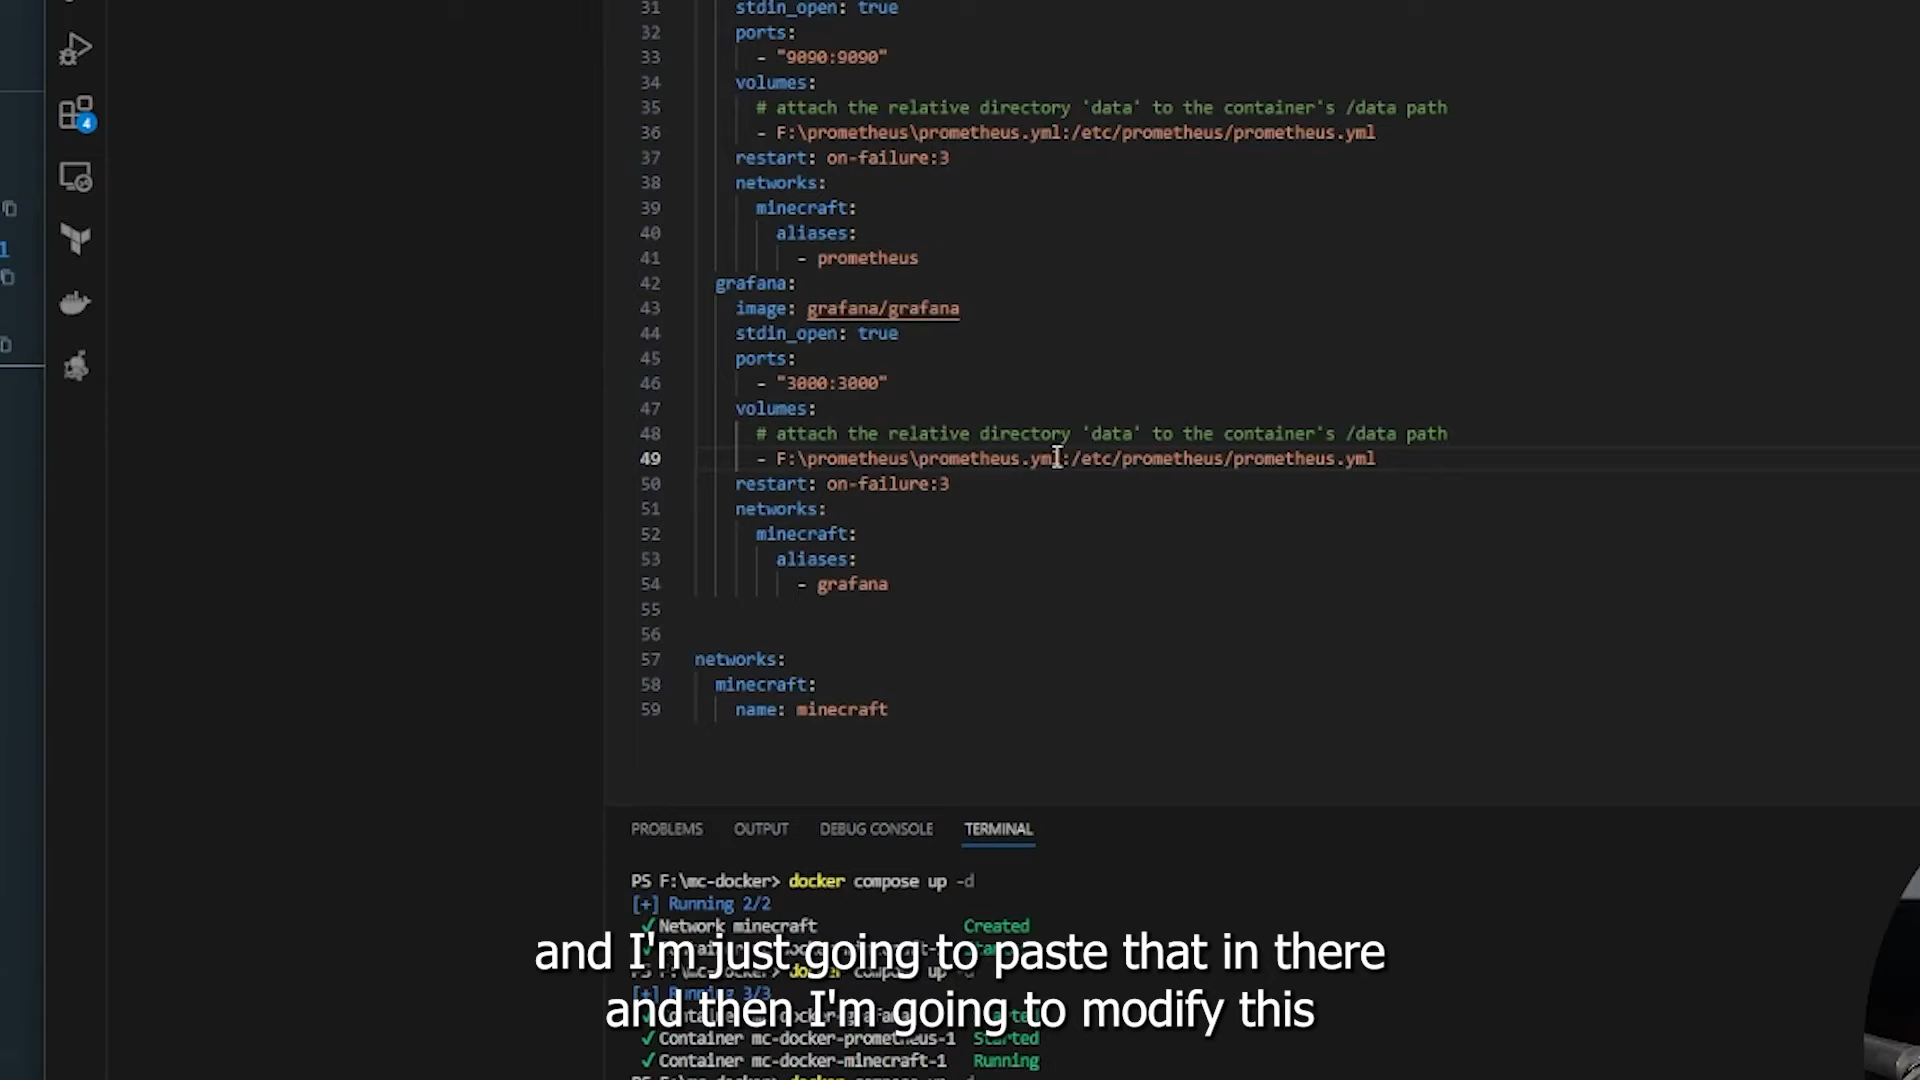 31 stdin_open: true
32 ports:
33 - "9090:9090"
34 volumes:
35 # attach the relative directory 'data' to the container's /data path
36 - F:\prometheus\prometheus.yml:/etc/prometheus/prometheus.yml
37 restart: on-failure:3
38 networks:
39 minecraft:
40 aliases:
41 - prometheus
42 grafana:
43 image: grafana/grafana
44 stdin_open: true
45 ports:
46 - "3000:3000"
47 volumes:
48 # attach the relative directory 'data' to the container's /data path
49 - F:\prometheus\prometheus.yml:/etc/prometheus/prometheus.yml
50 restart: on-failure:3
51 networks:
52 minecraft:
53 aliases:
54 - grafana
55
56
57 networks:
58 minecraft:
59 name: minecraft
4
1
PROBLEMS OUTPUT DEBUG CONSOLE TERMINAL
PS F:\mc-docker> docker compose up -d
[+] Running 2/2
✓ Network minecraft Created
and I'm just going to paste that in there
[+] Running 3/3
and then I'm going to modify this
✓ Container mc-docker-prometheus-1 Started
✓ Container mc-docker-minecraft-1 Running